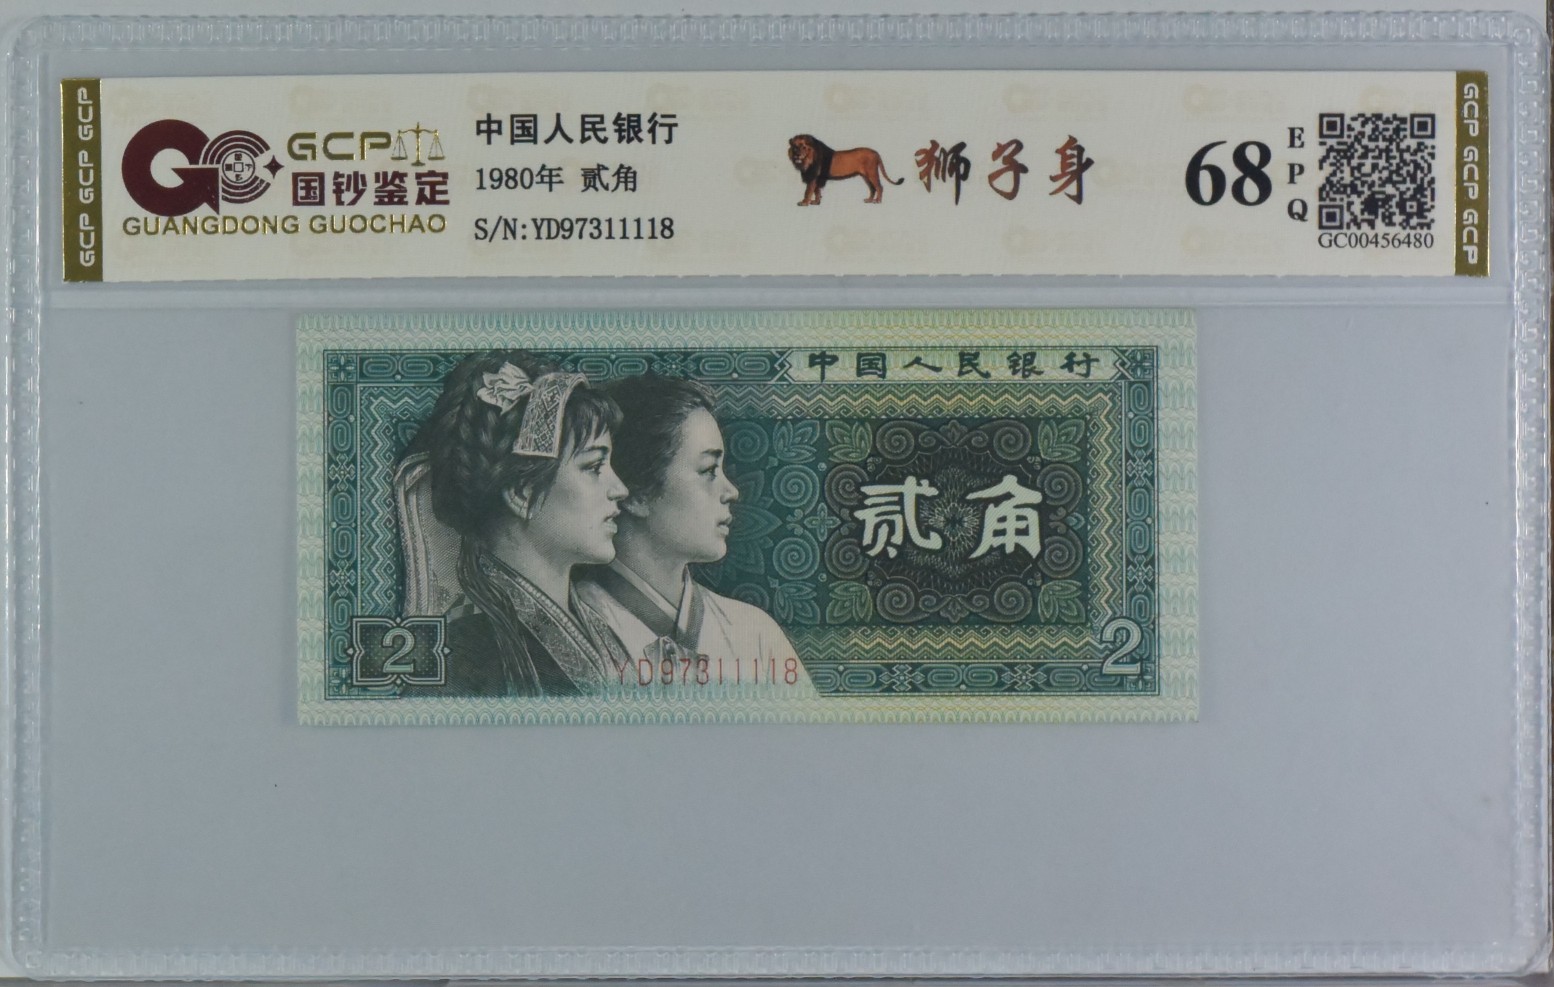 GCP GCP GCP
GCP
国钞鉴定
GUANGDONG GUOCHAO
中国人民银行
1980年 贰角
S/N:YD97311118
狮子身
68
EPQ
GC00456480
GCP GCP GCP
中国人民银行
贰角
2
YD97311118
2